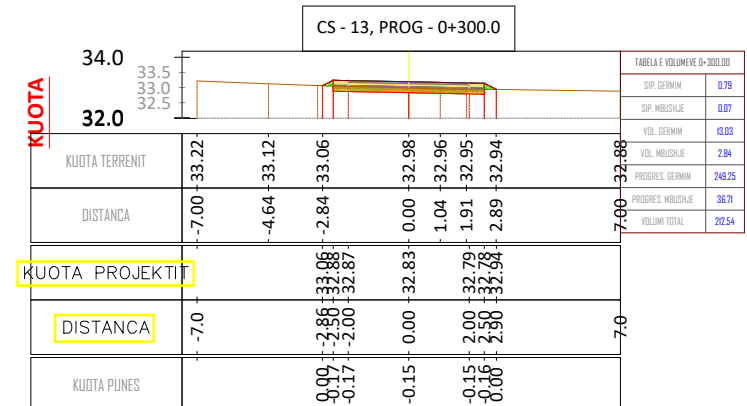 CS - 13, PROG - 0+300.0
KUOTA
34.0
33.5
33.0
32.5
32.0
TABELA E VOLUMEVE 0+300.00
SIP. GERMIM 0.79
SIP. MBUSHJE 0.07
VOL. GERMIM 13.03
VOL. MBUSHJE 2.84
PROGRES. GERMIM 249.25
PROGRES. MBUSHJE 36.71
VOLUMI TOTAL 212.54
KUOTA TERRENIT 33.22 33.12 33.06 32.98 32.96 32.95 32.94 32.88
DISTANCA -7.00 -4.64 -2.84 0.00 1.04 1.91 2.89 7.00
KUOTA PROJEKTIT 33.06 32.88 32.87 32.83 32.79 32.78 32.94
DISTANCA -7.0 -2.86 -2.50 -2.00 0.00 2.00 2.50 2.90 7.0
KUOTA PUNES 0.00 -0.17 -0.17 -0.15 -0.15 -0.16 0.00